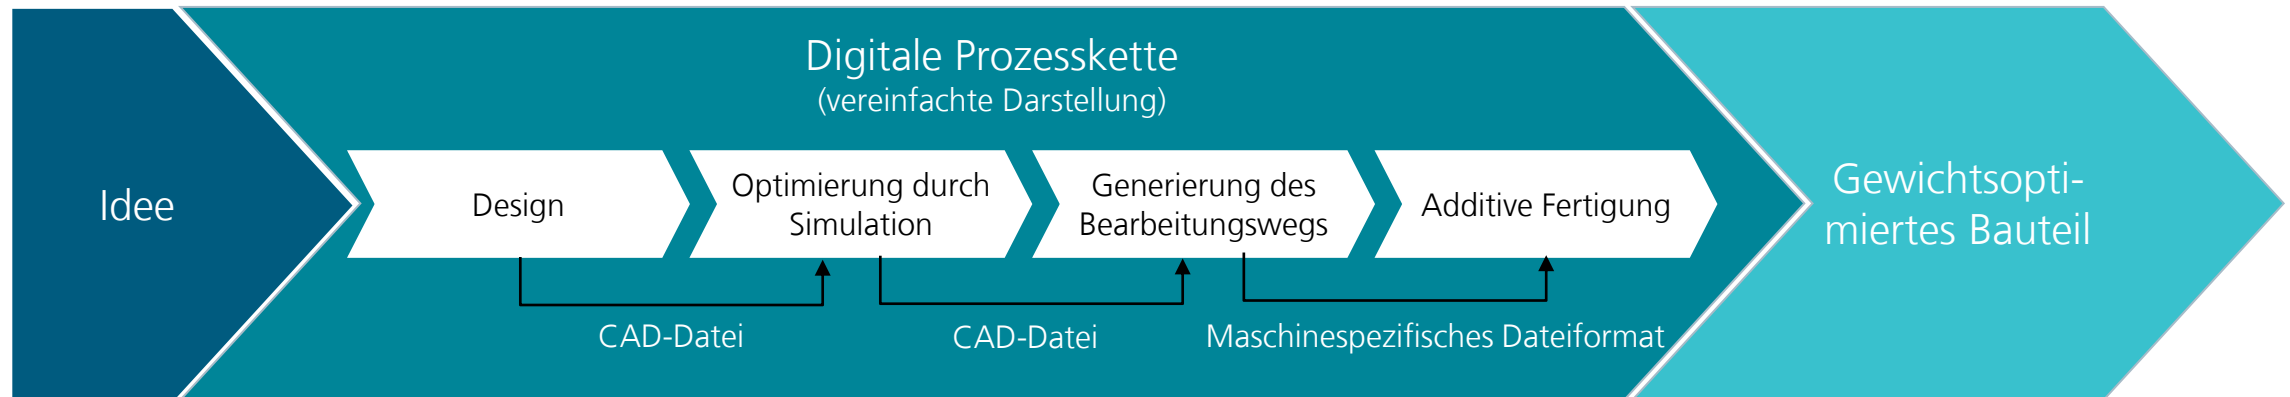 Digitale Prozesskette
(vereinfachte Darstellung)
Idee
Design
Optimierung durch
Simulation
Generierung des
Bearbeitungswegs
Additive Fertigung
CAD-Datei
CAD-Datei
Maschinespezifisches Dateiformat
Gewichtsopti-
miertes Bauteil